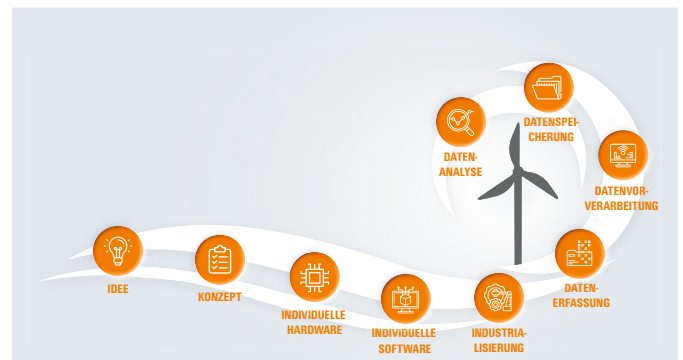 IDEE
KONZEPT
INDIVIDUELLE
HARDWARE
INDIVIDUELLE
SOFTWARE
INDUSTRIA-
LISIERUNG
DATEN-
ERFASSUNG
DATENVOR-
VERARBEITUNG
DATENSPEI-
CHERUNG
DATEN-
ANALYSE